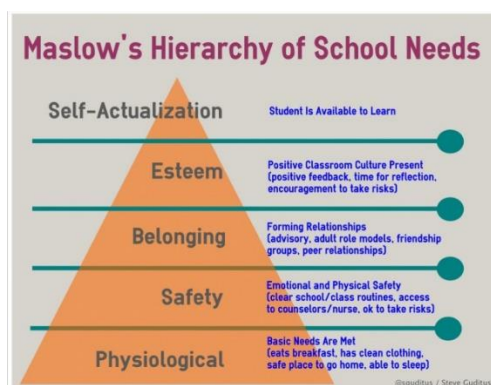 Maslow's Hierarchy of School Needs
Self-Actualization
Student Is Available to Learn
Esteem
Positive Classroom Culture Present
(positive feedback, time for reflection,
encouragement to take risks)
Belonging
Forming Relationships
(advisory, adult role models, friendship
groups, peer relationships)
Safety
Emotional and Physical Safety
(clear school/class routines, access
to counselors/nurse, ok to take risks)
Physiological
Basic Needs Are Met
(eats breakfast, has clean clothing,
safe place to go home, able to sleep)
@sguditus / Steve Guditus